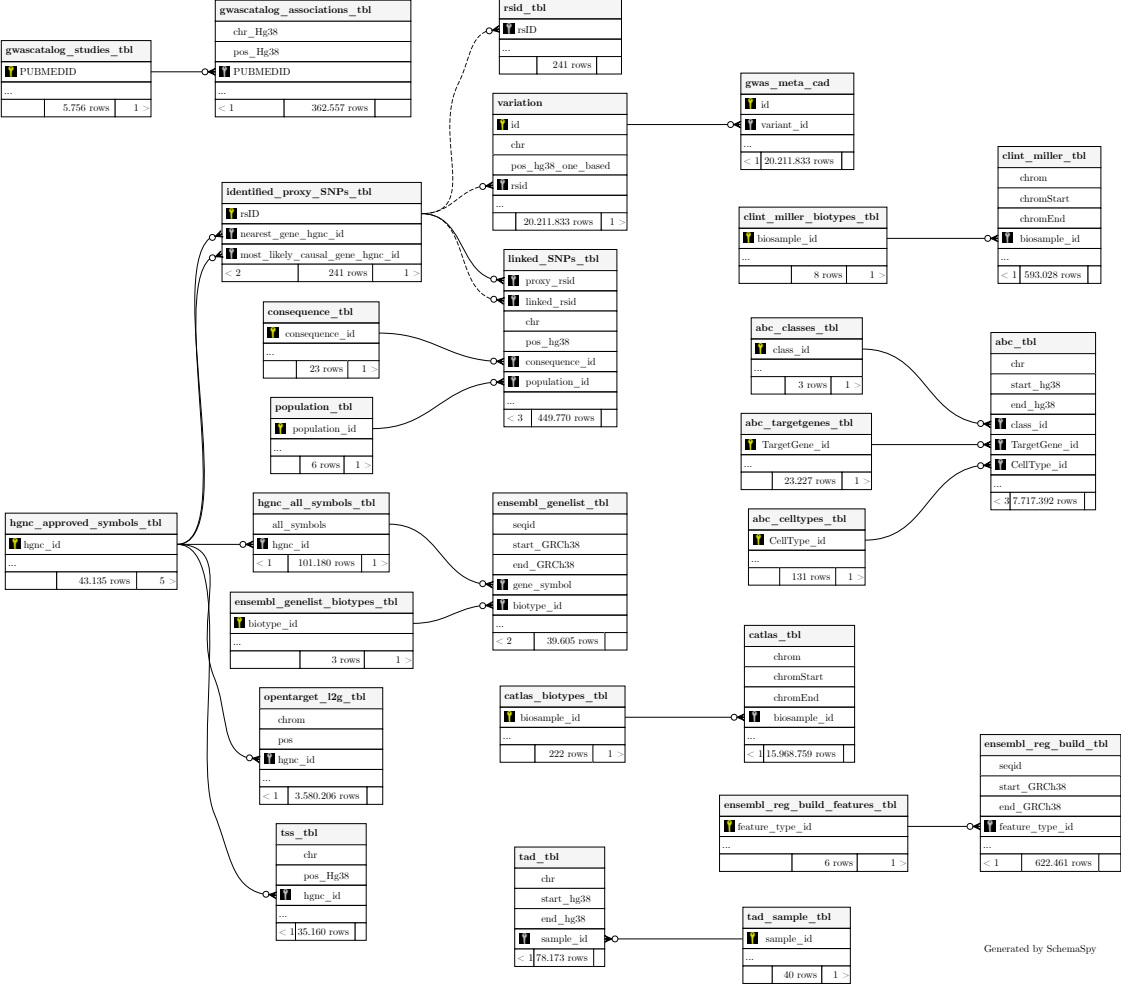 gwascatalog_studies_tbl
PUBMEDID
...
5.756 rows 1 >
gwascatalog_associations_tbl
chr_Hg38
pos_Hg38
PUBMEDID
...
< 1 362.557 rows
rsid_tbl
rsID
...
241 rows
variation
id
chr
pos_hg38_one_based
rsid
...
20.211.833 rows 1 >
gwas_meta_cad
id
variant_id
...
< 1 20.211.833 rows
clint_miller_tbl
chrom
chromStart
chromEnd
biosample_id
...
< 1 593.028 rows
clint_miller_biotypes_tbl
biosample_id
...
8 rows 1 >
identified_proxy_SNPs_tbl
rsID
nearest_gene_hgnc_id
most_likely_causal_gene_hgnc_id
< 2 241 rows 1 >
linked_SNPs_tbl
proxy_rsid
linked_rsid
chr
pos_hg38
consequence_id
population_id
...
< 3 449.770 rows
consequence_tbl
consequence_id
...
23 rows 1 >
population_tbl
population_id
...
6 rows 1 >
abc_classes_tbl
class_id
...
3 rows 1 >
abc_tbl
chr
start_hg38
end_hg38
class_id
TargetGene_id
CellType_id
...
< 3 7.717.392 rows
abc_targetgenes_tbl
TargetGene_id
...
23.227 rows 1 >
abc_celltypes_tbl
CellType_id
...
131 rows 1 >
hgnc_approved_symbols_tbl
hgnc_id
...
43.135 rows 5 >
hgnc_all_symbols_tbl
all_symbols
hgnc_id
< 1 101.180 rows 1 >
ensembl_genelist_tbl
seqid
start_GRCh38
end_GRCh38
gene_symbol
biotype_id
...
< 2 39.605 rows
ensembl_genelist_biotypes_tbl
biotype_id
...
3 rows 1 >
opentarget_l2g_tbl
chrom
pos
hgnc_id
...
< 1 3.580.206 rows
catlas_biotypes_tbl
biosample_id
...
222 rows 1 >
catlas_tbl
chrom
chromStart
chromEnd
biosample_id
...
< 1 15.968.759 rows
ensembl_reg_build_tbl
seqid
start_GRCh38
end_GRCh38
feature_type_id
...
< 1 622.461 rows
ensembl_reg_build_features_tbl
feature_type_id
...
6 rows 1 >
tss_tbl
chr
pos_Hg38
hgnc_id
...
< 1 35.160 rows
tad_tbl
chr
start_hg38
end_hg38
sample_id
< 1 78.173 rows
tad_sample_tbl
sample_id
...
40 rows 1 >
Generated by SchemaSpy